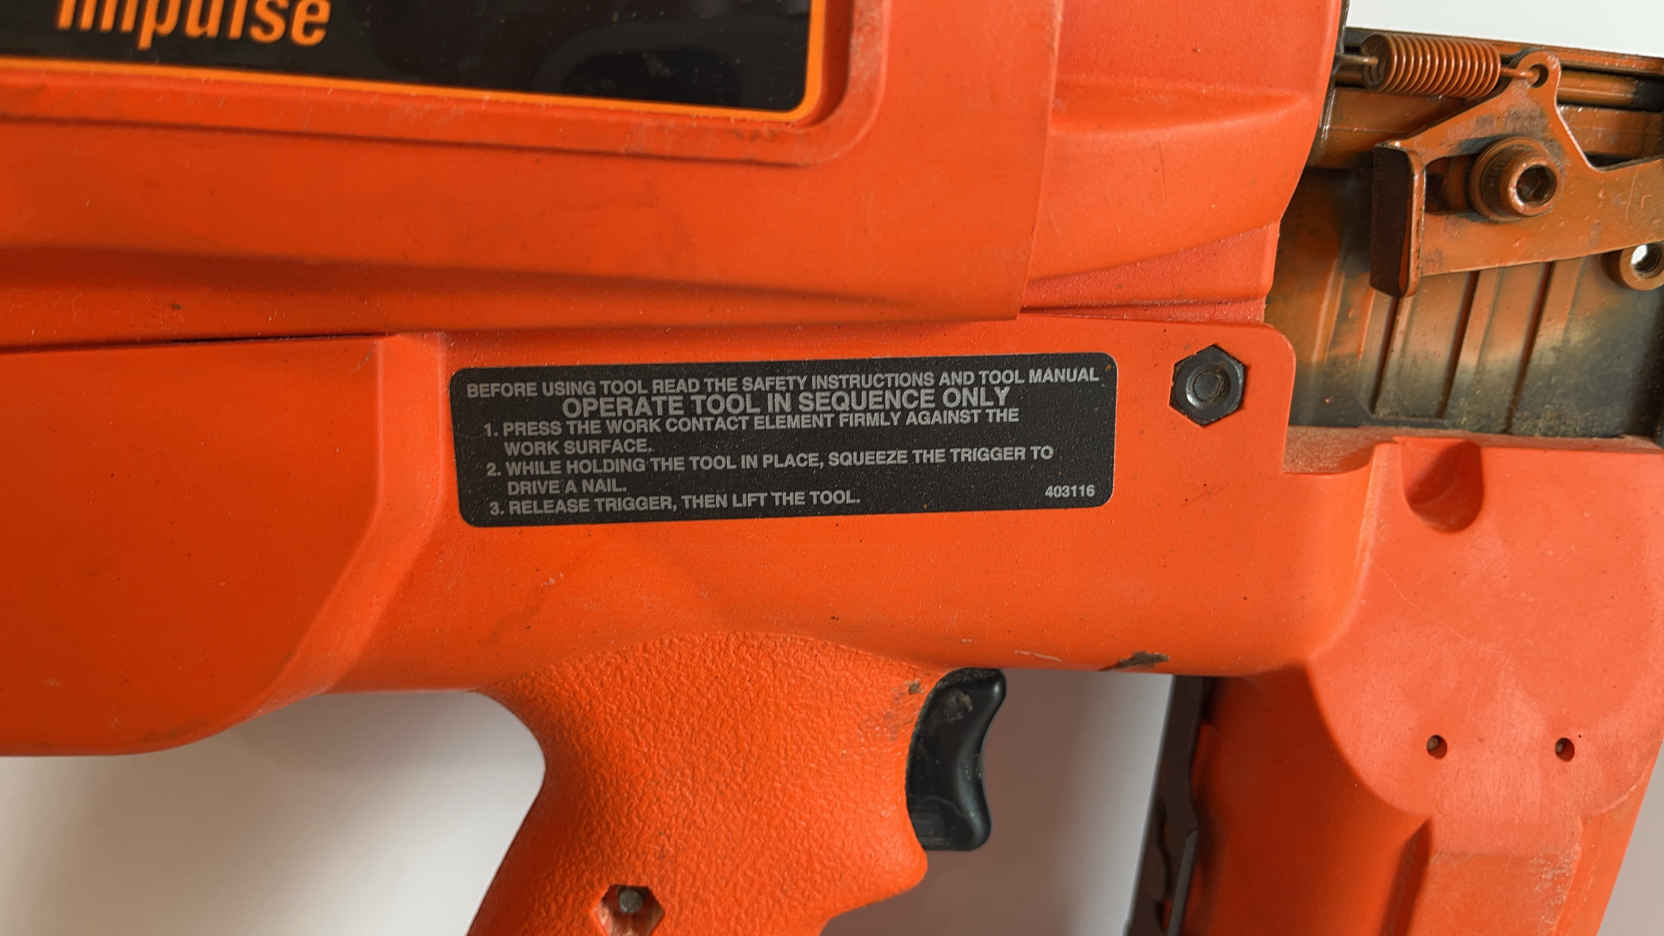 Impulse
BEFORE USING TOOL READ THE SAFETY INSTRUCTIONS AND TOOL MANUAL
OPERATE TOOL IN SEQUENCE ONLY
1. PRESS THE WORK CONTACT ELEMENT FIRMLY AGAINST THE
WORK SURFACE.
2. WHILE HOLDING THE TOOL IN PLACE, SQUEEZE THE TRIGGER TO
DRIVE A NAIL.
3. RELEASE TRIGGER, THEN LIFT THE TOOL.
403116